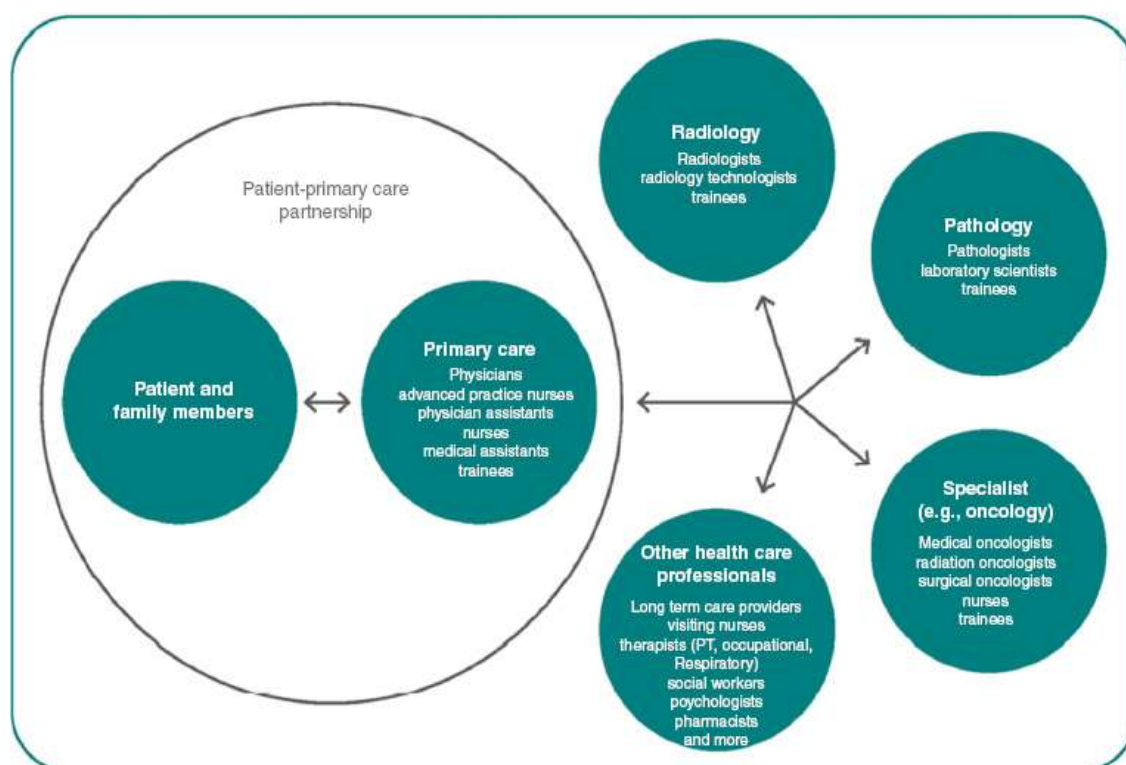 Patient-primary care
partnership
Patient and
family members
Primary care
Physicians
advanced practice nurses
physician assistants
nurses
medical assistants
trainees
Radiology
Radiologists
radiology technologists
trainees
Pathology
Pathologists
laboratory scientists
trainees
Specialist
(e.g., oncology)
Medical oncologists
radiation oncologists
surgical oncologists
nurses
trainees
Other health care
professionals
Long term care providers
visiting nurses
therapists (PT, occupational,
Respiratory)
social workers
poychologists
pharmacists
and more